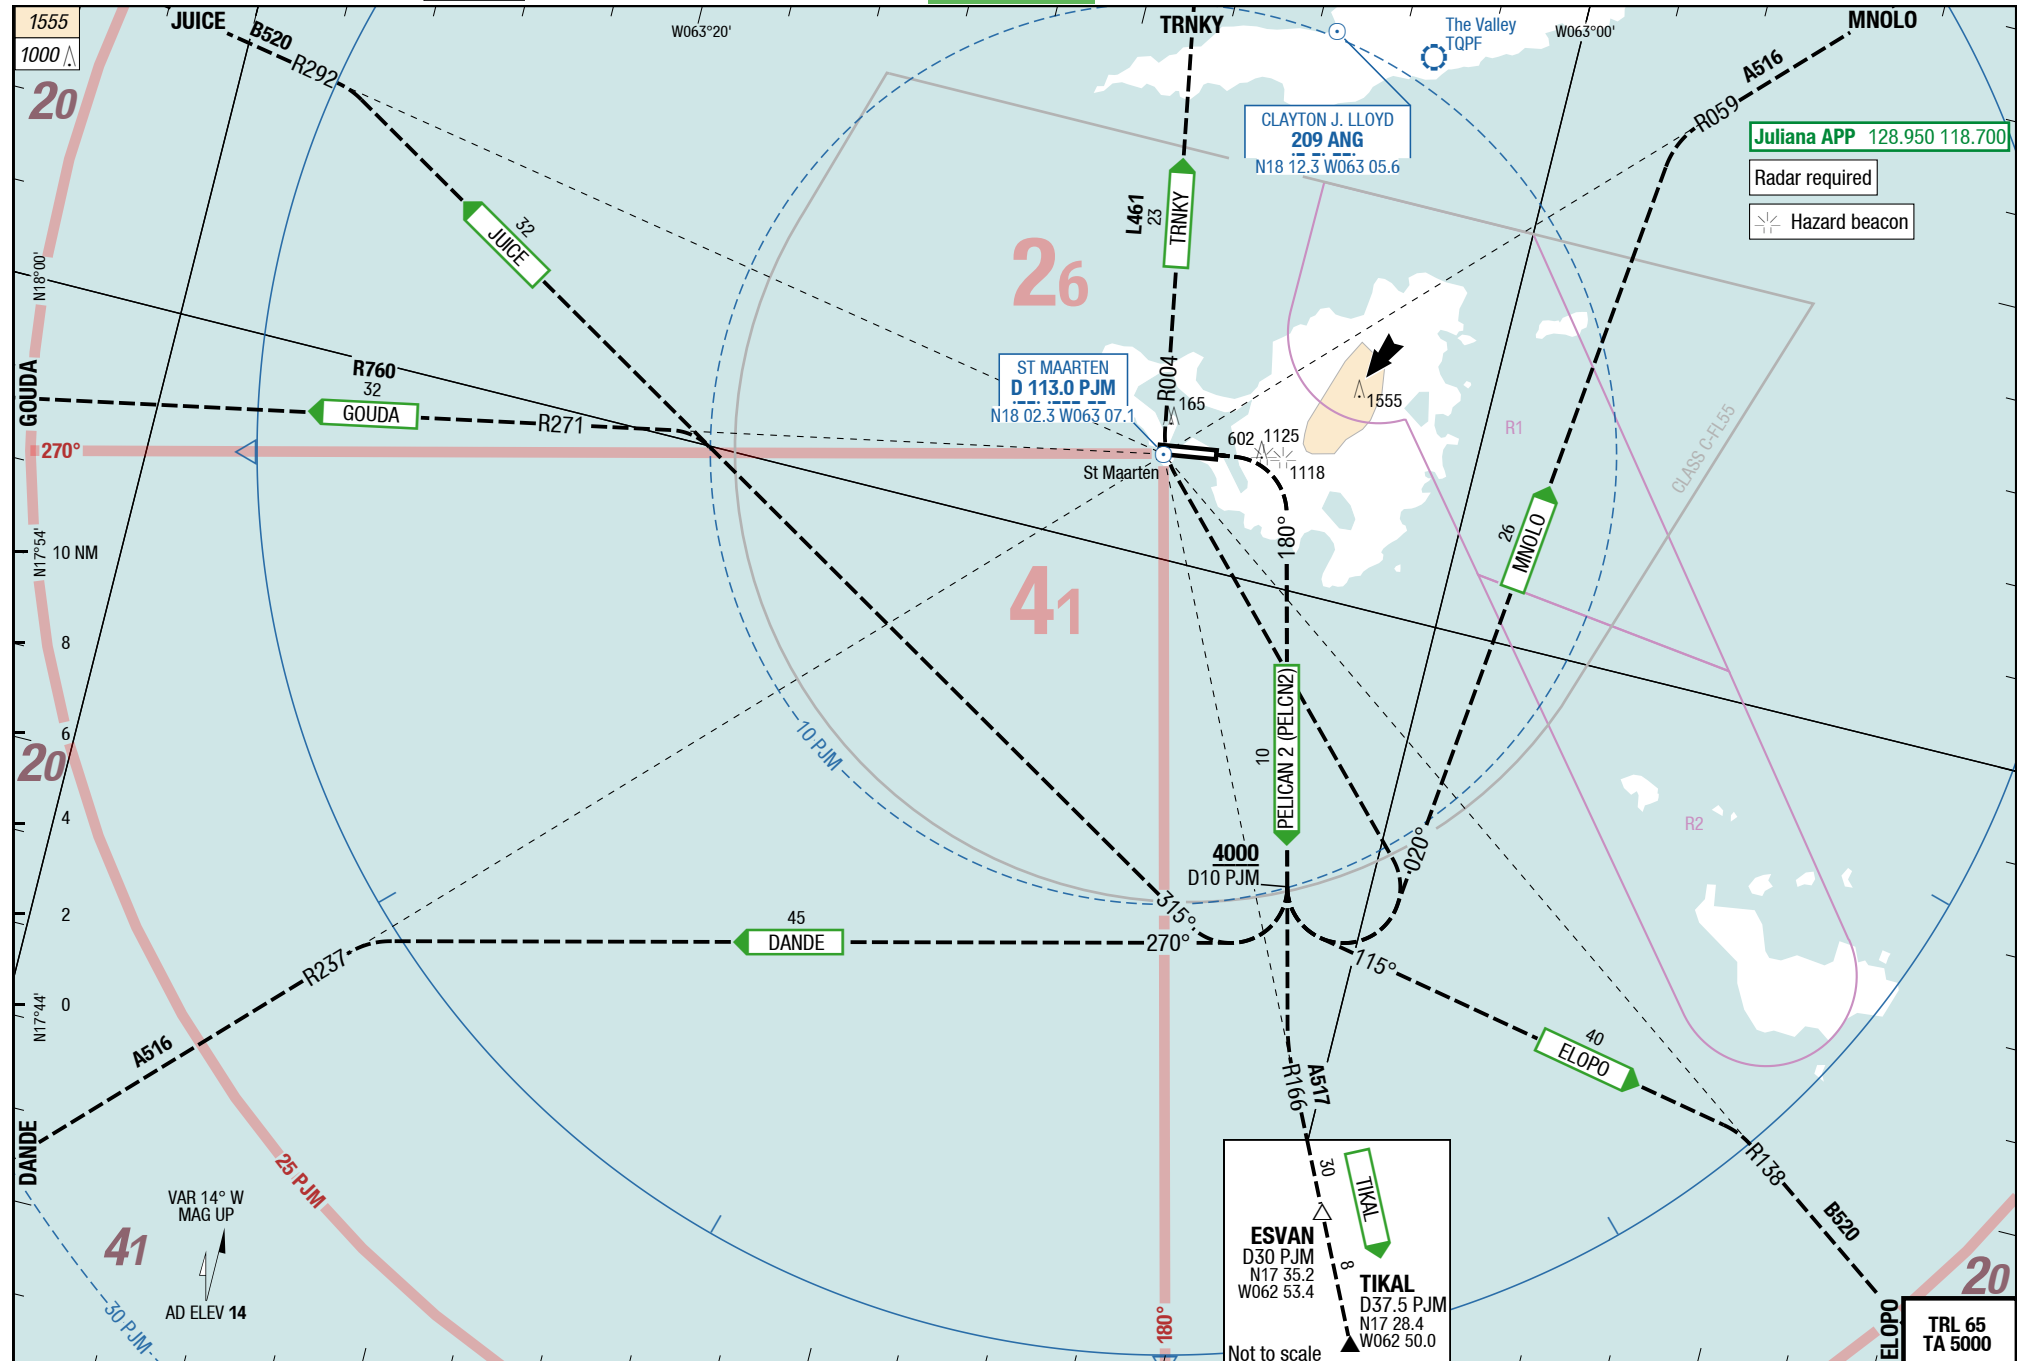 1555
1000
JUICE
B520
R292
W063°20'
TRNKY
The Valley
TQPF
W063°00'
MNOLO
A516
R059
20
CLAYTON J. LLOYD
209 ANG
N18 12.3 W063 05.6
Juliana APP 128.950 118.700
Radar required
Hazard beacon
32
JUICE
L461
23
TRNKY
26
N18°00'
GOUDA
R760
32
GOUDA
R271
ST MAARTEN
D 113.0 PJM
N18 02.3 W063 07.1
R004
165
1555
R1
CLASS C-FL55
270°
602
1125
1118
St Maarten
180°
26
MNOLO
N17°54'
10 NM
8
6
4
2
0
41
20
10 PJM
10
PELICAN 2 (PELCN2)
R2
4000
D10 PJM
020°
315°
270°
115°
45
DANDE
R237
A516
N17°44'
40
ELOPO
R166
A517
DANDE
25 PJM
R138
B520
VAR 14° W
MAG UP
41
AD ELEV 14
30 PJM
180°
30
TIKAL
ESVAN
D30 PJM
N17 35.2
W062 53.4
8
TIKAL
D37.5 PJM
N17 28.4
W062 50.0
Not to scale
20
ELOPO
TRL 65
TA 5000